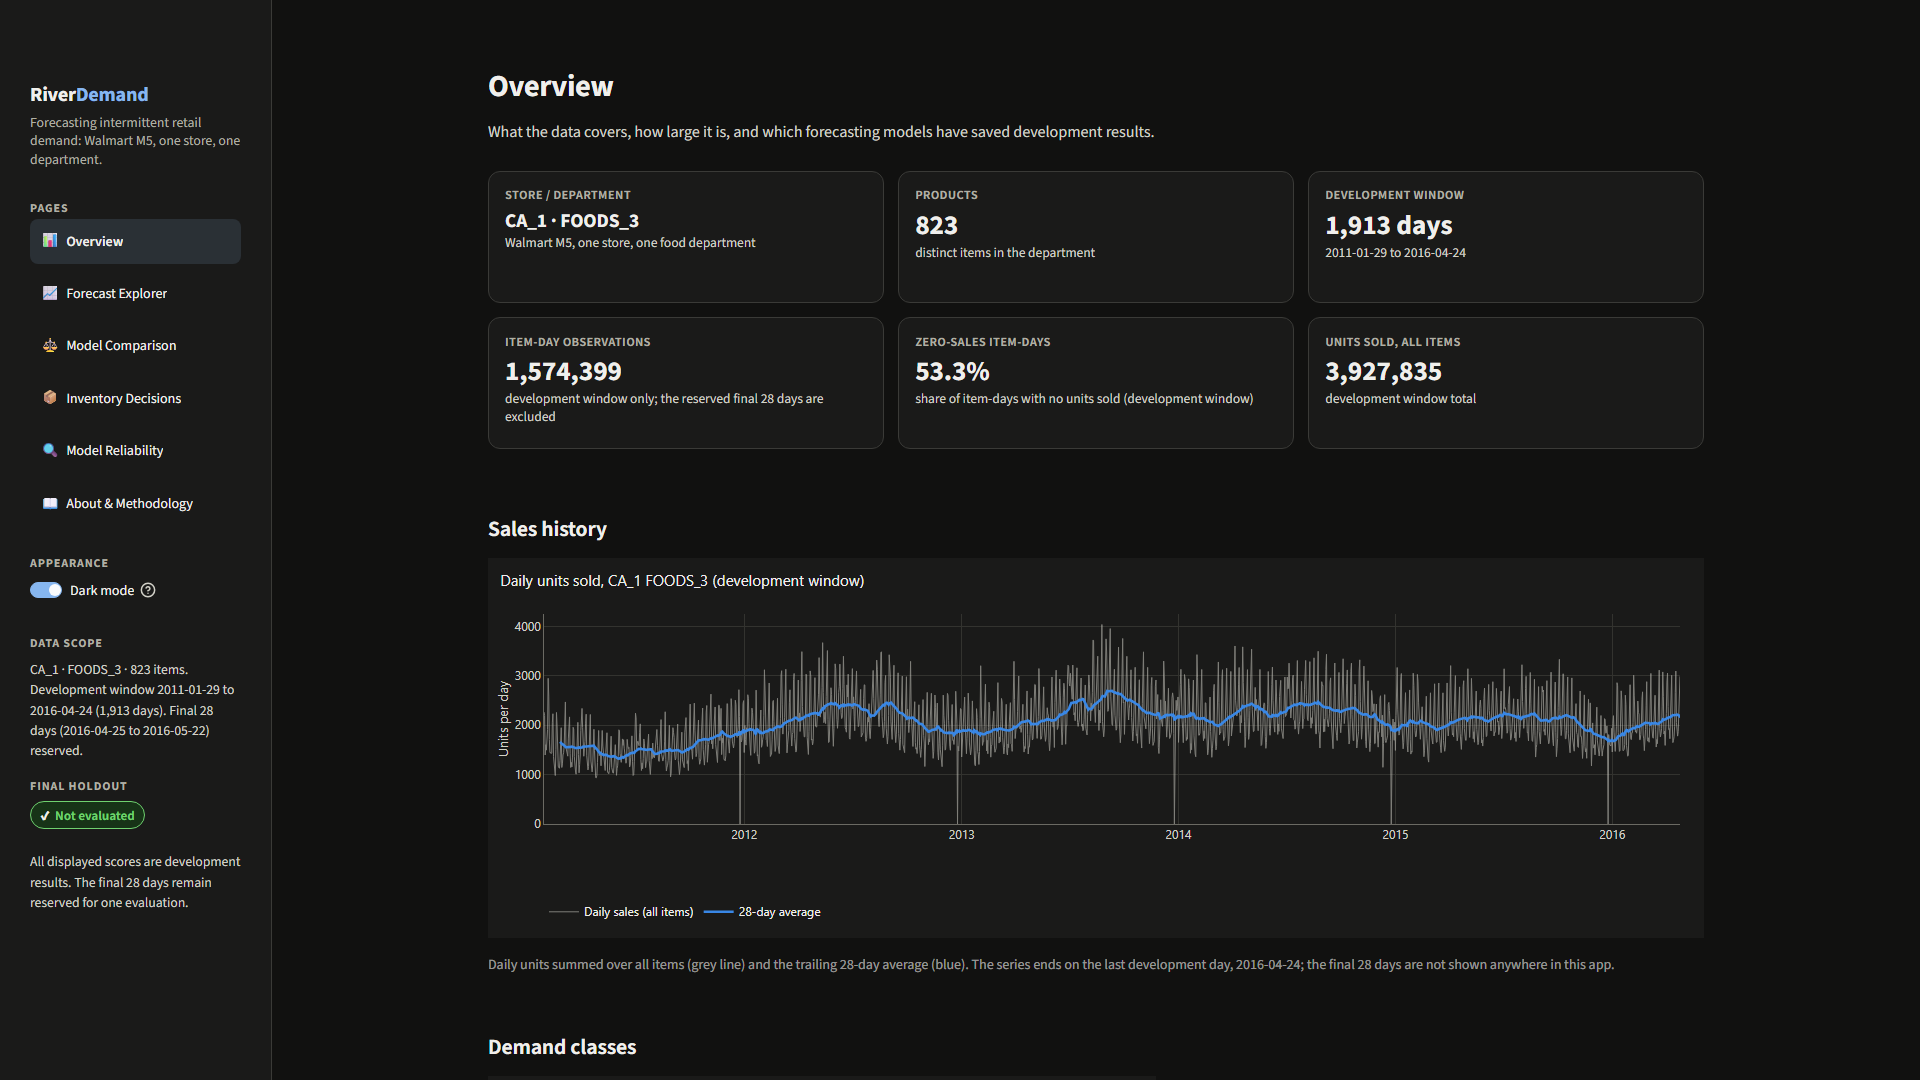 RiverDemand
Forecasting intermittent retail
demand: Walmart M5, one store, one
department.
PAGES
Overview
Forecast Explorer
Model Comparison
Inventory Decisions
Model Reliability
About & Methodology
APPEARANCE
Dark mode
DATA SCOPE
CA_1 · FOODS_3 · 823 items.
Development window 2011-01-29 to
2016-04-24 (1,913 days). Final 28
days (2016-04-25 to 2016-05-22)
reserved.
FINAL HOLDOUT
✓ Not evaluated
All displayed scores are development
results. The final 28 days remain
reserved for one evaluation.
Overview
What the data covers, how large it is, and which forecasting models have saved development results.
STORE / DEPARTMENT
CA_1 · FOODS_3
Walmart M5, one store, one food department
PRODUCTS
823
distinct items in the department
DEVELOPMENT WINDOW
1,913 days
2011-01-29 to 2016-04-24
ITEM-DAY OBSERVATIONS
1,574,399
development window only; the reserved final 28 days are
excluded
ZERO-SALES ITEM-DAYS
53.3%
share of item-days with no units sold (development window)
UNITS SOLD, ALL ITEMS
3,927,835
development window total
Sales history
Daily units sold, CA_1 FOODS_3 (development window)
Units per day
4000
3000
2000
1000
0
2012 2013 2014 2015 2016
Daily sales (all items) 28-day average
Daily units summed over all items (grey line) and the trailing 28-day average (blue). The series ends on the last development day, 2016-04-24; the final 28 days are not shown anywhere in this app.
Demand classes